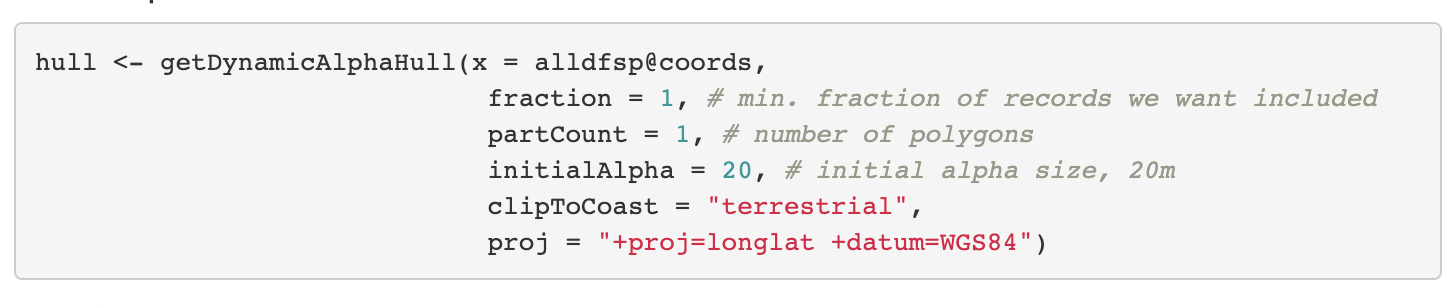 hull <- getDynamicAlphaHull(x = alldfsp@coords,
fraction = 1, # min. fraction of records we want included
partCount = 1, # number of polygons
initialAlpha = 20, # initial alpha size, 20m
clipToCoast = "terrestrial",
proj = "+proj=longlat +datum=WGS84")